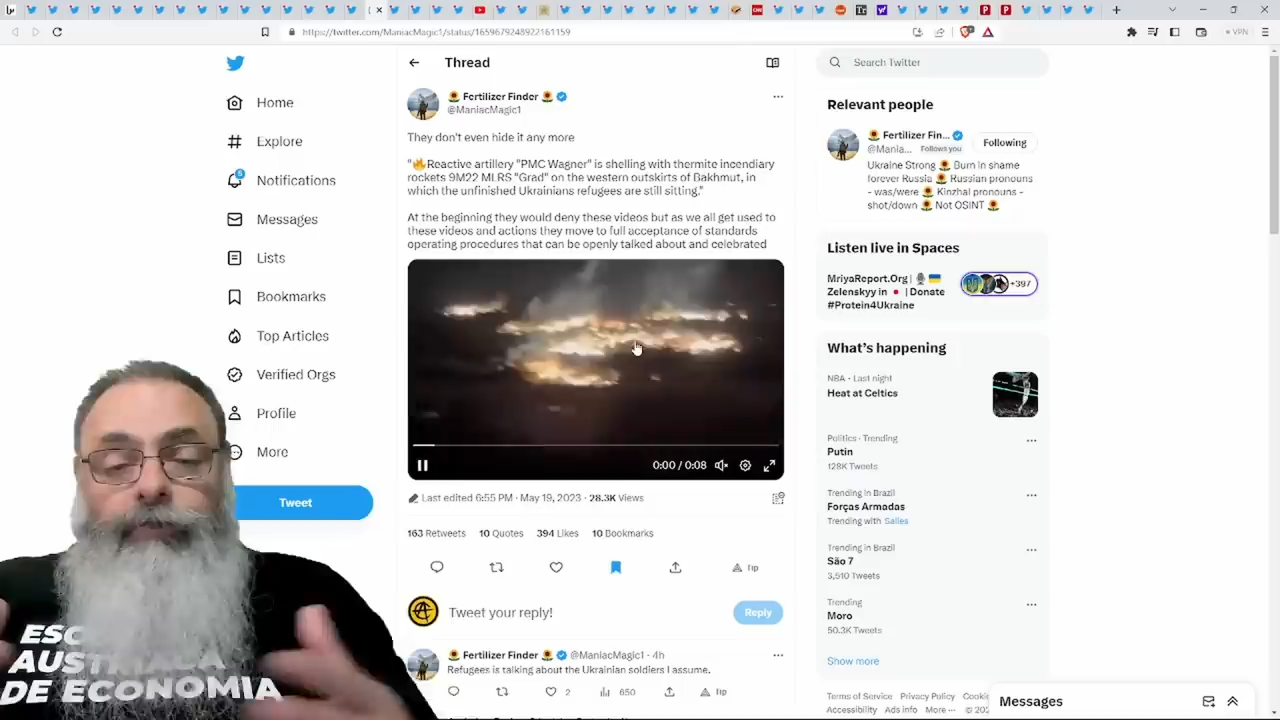 https://twitter.com/ManiacMagic1/status/1659679248922161159
VPN
Home
Explore
6
Notifications
Messages
Lists
Bookmarks
Top Articles
Verified Orgs
Profile
More
Tweet
Thread
🌻 Fertilizer Finder 🌻
@ManiacMagic1
They don't even hide it any more
"🔥Reactive artillery "PMC Wagner" is shelling with thermite incendiary
rockets 9M22 MLRS "Grad" on the western outskirts of Bakhmut, in
which the unfinished Ukrainians refugees are still sitting."
At the beginning they would deny these videos but as we all get used to
these videos and actions they move to full acceptance of standards
operating procedures that can be openly talked about and celebrated
0:00 / 0:08
Last edited 6:55 PM · May 19, 2023 · 28.3K Views
163 Retweets 10 Quotes 394 Likes 10 Bookmarks
Tip
Tweet your reply!
Reply
🌻 Fertilizer Finder 🌻 @ManiacMagic1 · 4h
Refugees is talking about the Ukrainian soldiers I assume.
2
650
Tip
Search Twitter
Relevant people
🌻 Fertilizer Fin...
@Mania... Follows you
Following
Ukraine Strong 🌻 Burn in shame
forever Russia 🌻 Russian pronouns
- was/were 🌻 Kinzhal pronouns -
shot/down 🌻 Not OSINT 🌻
Listen live in Spaces
MriyaReport.Org | 🎙️ 🇺🇦
Zelenskyy in 🇯🇵 | Donate
#Protein4Ukraine
+397
What's happening
NBA · Last night
Heat at Celtics
Politics · Trending
Putin
128K Tweets
Trending in Brazil
Forças Armadas
Trending with Salles
Trending in Brazil
São 7
3,510 Tweets
Trending
Moro
50.3K Tweets
Show more
Terms of Service Privacy Policy
Accessibility Ads info More ···
Messages
DE ECONOMIA